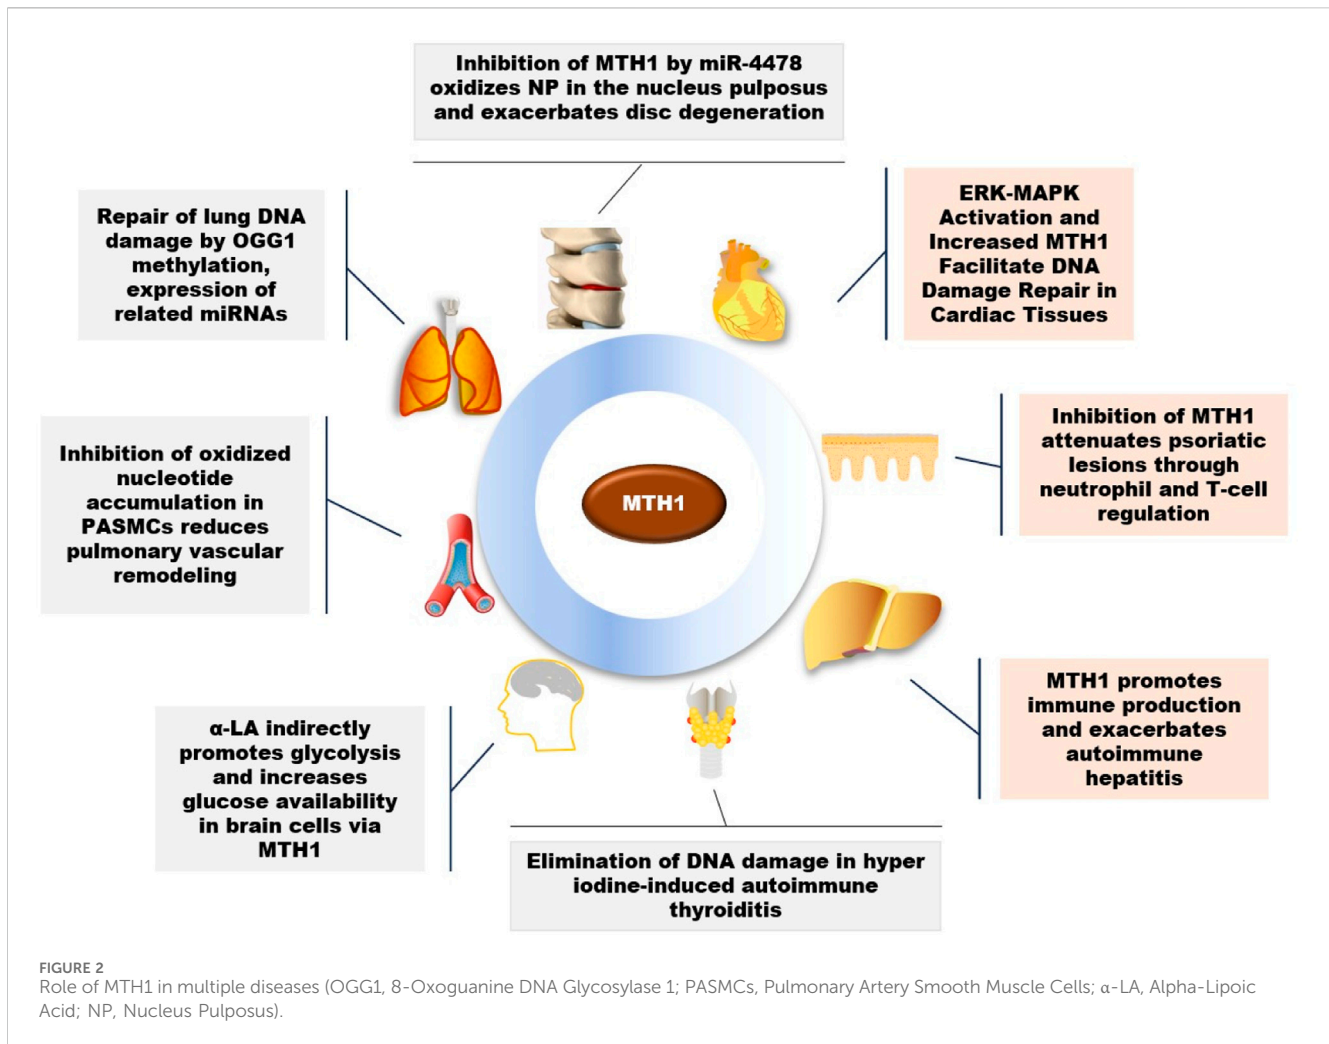 Inhibition of MTH1 by miR-4478
oxidizes NP in the nucleus pulposus
and exacerbates disc degeneration
Repair of lung DNA
damage by OGG1
methylation,
expression of
related miRNAs
ERK-MAPK
Activation and
Increased MTH1
Facilitate DNA
Damage Repair in
Cardiac Tissues
Inhibition of oxidized
nucleotide
accumulation in
PASMCs reduces
pulmonary vascular
remodeling
MTH1
Inhibition of MTH1
attenuates psoriatic
lesions through
neutrophil and T-cell
regulation
α-LA indirectly
promotes glycolysis
and increases
glucose availability
in brain cells via
MTH1
MTH1 promotes
immune production
and exacerbates
autoimmune
hepatitis
Elimination of DNA damage in hyper
iodine-induced autoimmune
thyroiditis
FIGURE 2
Role of MTH1 in multiple diseases (OGG1, 8-Oxoguanine DNA Glycosylase 1; PASMCs, Pulmonary Artery Smooth Muscle Cells; α-LA, Alpha-Lipoic
Acid; NP, Nucleus Pulposus).